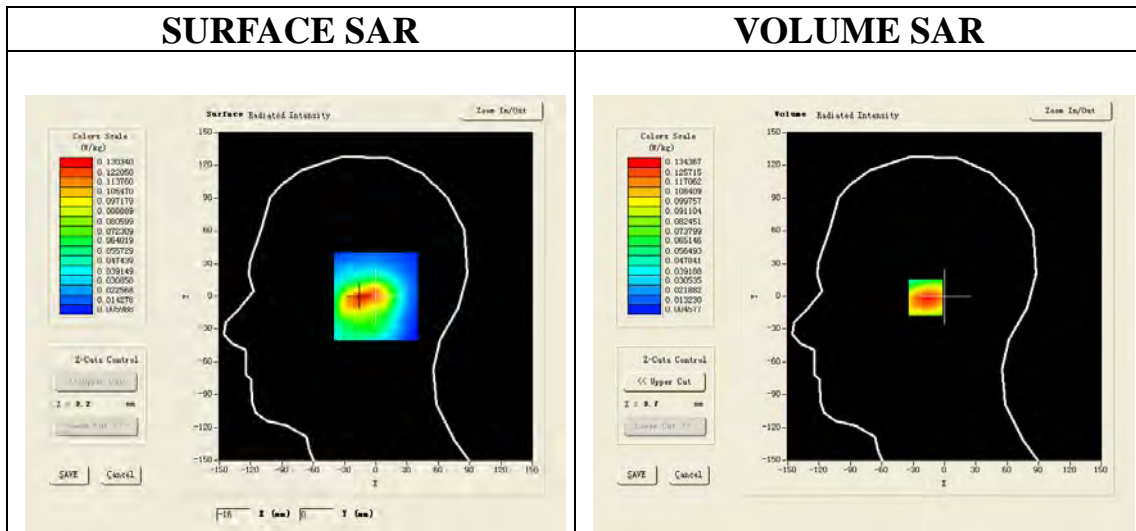 SURFACE SAR
VOLUME SAR
Surface Radiated Intensity
Zoom In/Out
Colors Scale
(W/kg)
0.130340
0.122050
0.113760
0.105470
0.097179
0.088889
0.080599
0.072309
0.064019
0.055729
0.047439
0.039149
0.030858
0.022568
0.014278
0.005988
150
120
90
60
30
0
-30
-60
-90
-120
-150
-150 -120 -90 -60 -30 0 30 60 90 120 150
Z-Cuts Control
mm
SAVE
Cancel
-16 X (mm) 0 Y (mm)
Volume Radiated Intensity
Zoom In/Out
Colors Scale
(W/kg)
0.134367
0.125715
0.117062
0.108409
0.099757
0.091104
0.082451
0.073799
0.065146
0.056493
0.047841
0.039188
0.030535
0.021882
0.013230
0.004577
150
120
90
60
30
0
-30
-60
-90
-120
-150
-150 -120 -90 -60 -30 0 30 60 90 120 150
Z-Cuts Control
<< Upper Cut
mm
SAVE
Cancel